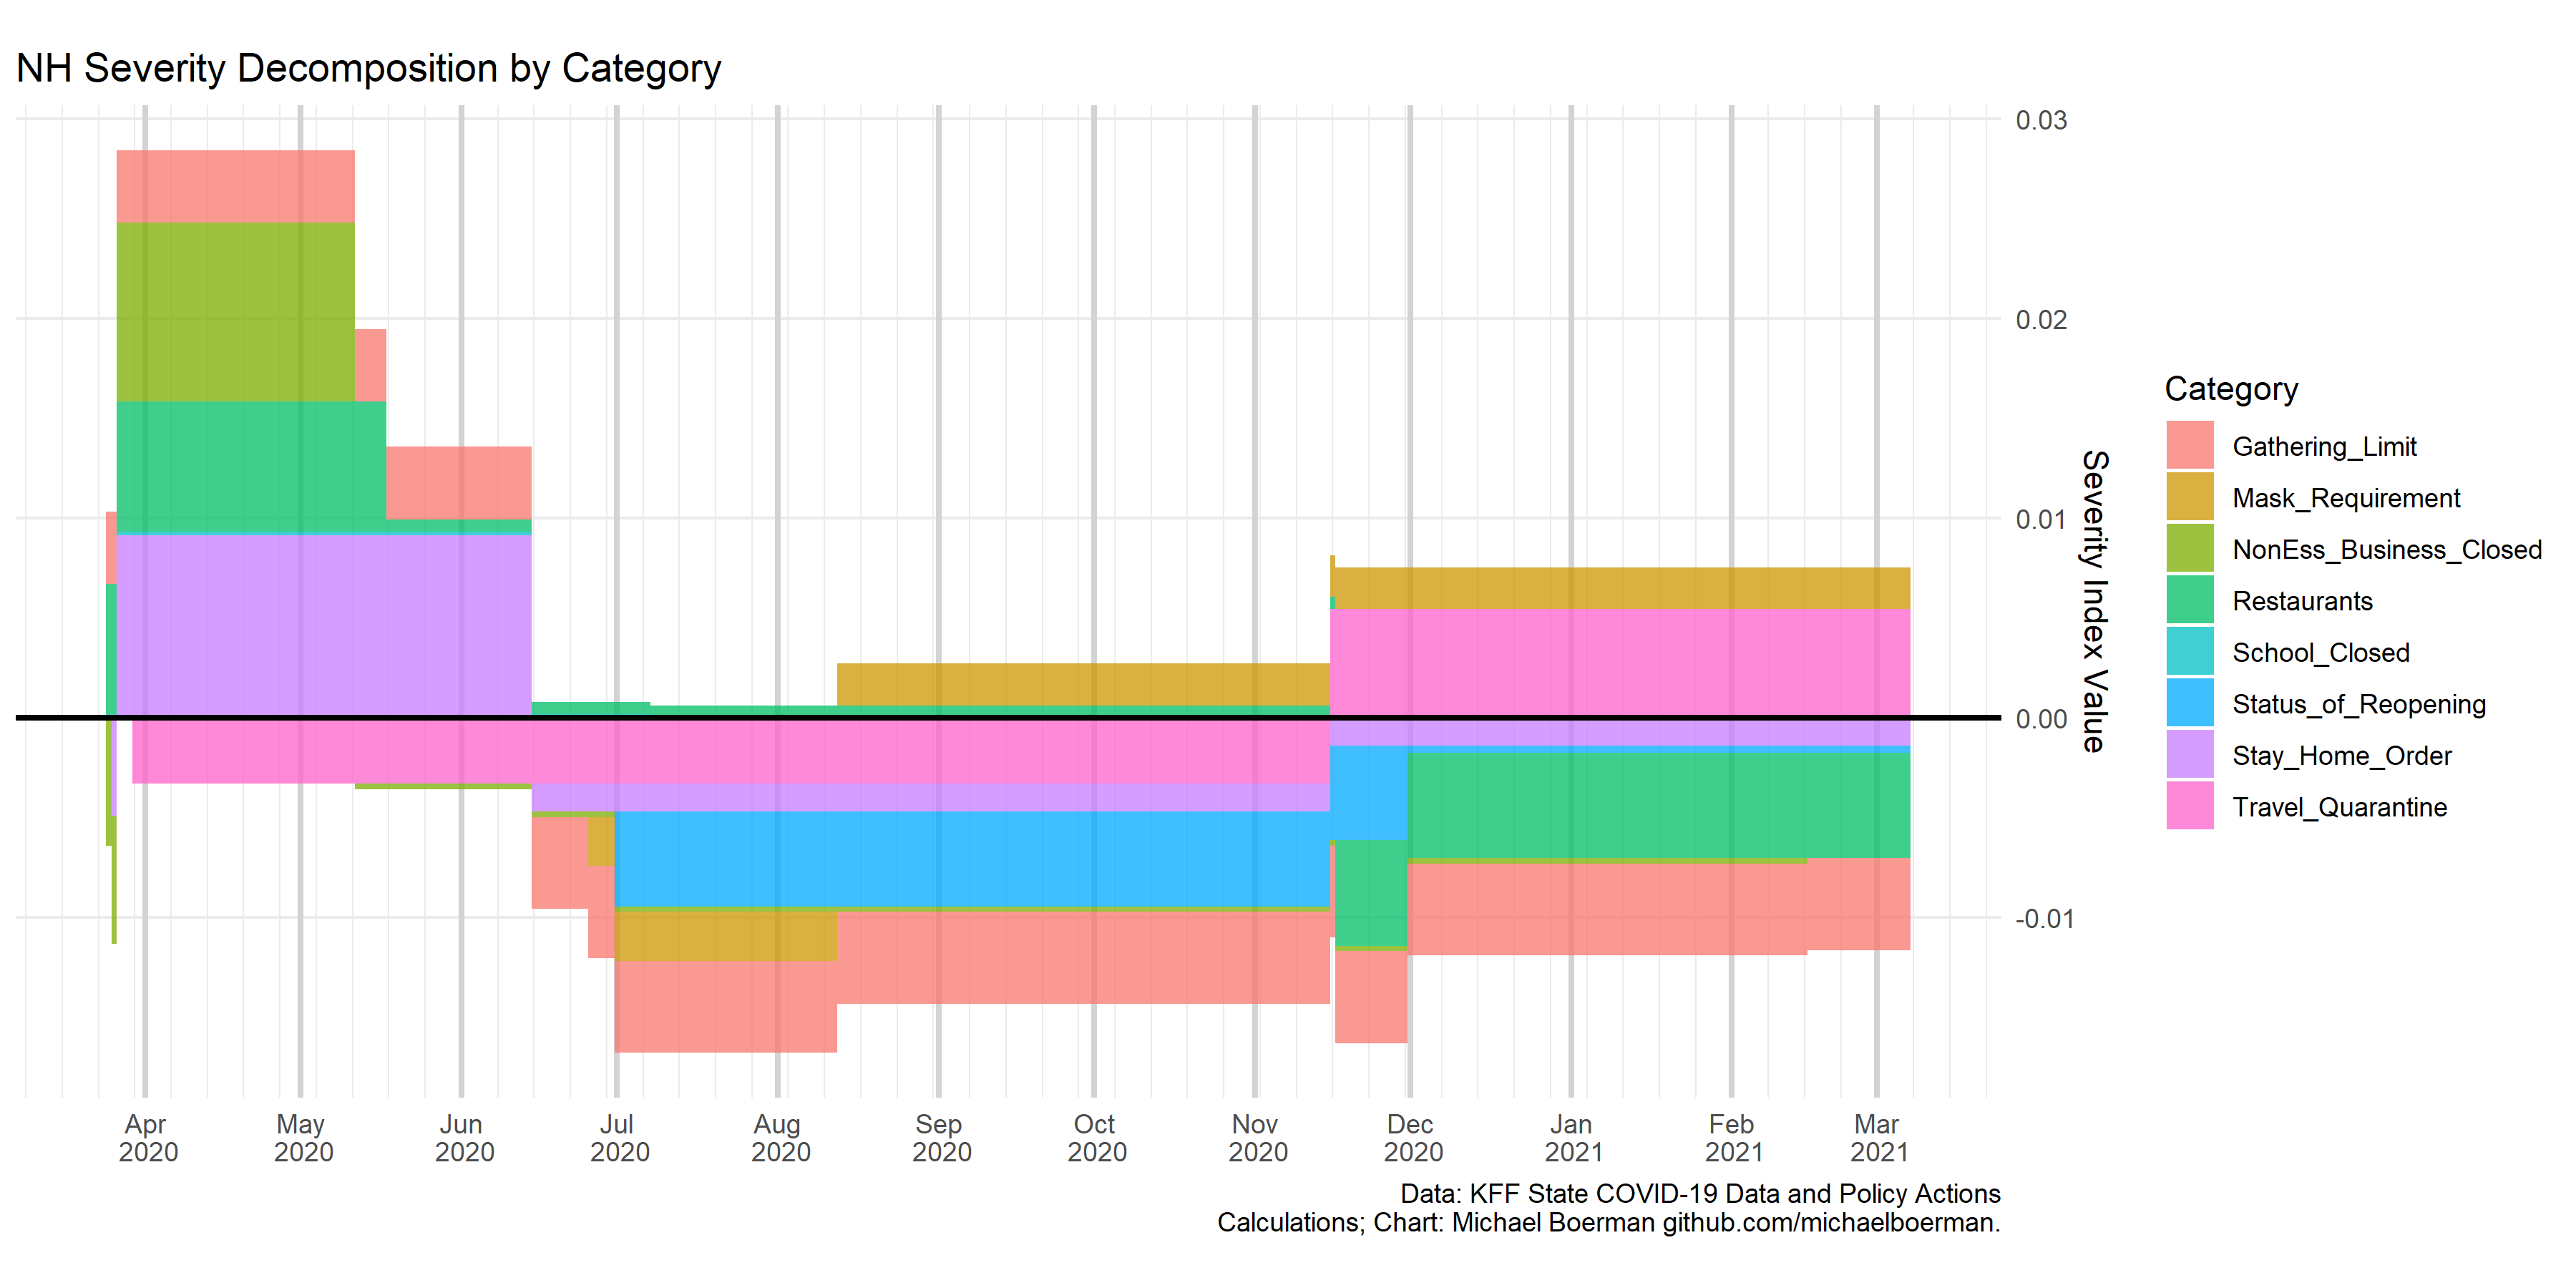 NH Severity Decomposition by Category
0.03
0.02
0.01
0.00
-0.01
Severity Index Value
Apr
2020
May
2020
Jun
2020
Jul
2020
Aug
2020
Sep
2020
Oct
2020
Nov
2020
Dec
2020
Jan
2021
Feb
2021
Mar
2021
Category
Gathering_Limit
Mask_Requirement
NonEss_Business_Closed
Restaurants
School_Closed
Status_of_Reopening
Stay_Home_Order
Travel_Quarantine
Data: KFF State COVID-19 Data and Policy Actions
Calculations; Chart: Michael Boerman github.com/michaelboerman.